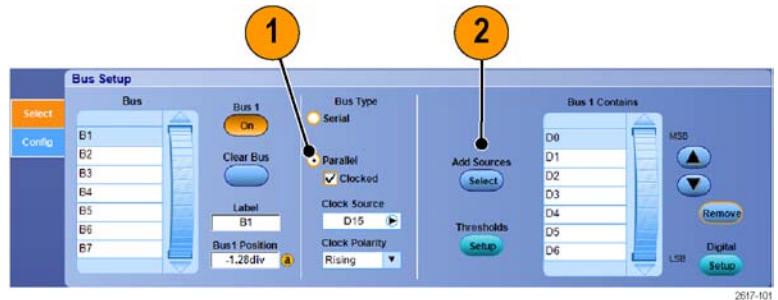 1
2
Bus Setup
Select
Config
Bus
B1
B2
B3
B4
B5
B6
B7
Bus 1
On
Clear Bus
Label
B1
Bus1 Position
-1.28div
a
Bus Type
Serial
Parallel
Clocked
Clock Source
D15
Clock Polarity
Rising
Add Sources
Select
Thresholds
Setup
Bus 1 Contains
D0
D1
D2
D3
D4
D5
D6
MSB
Remove
LSB
Digital
Setup
2617-101